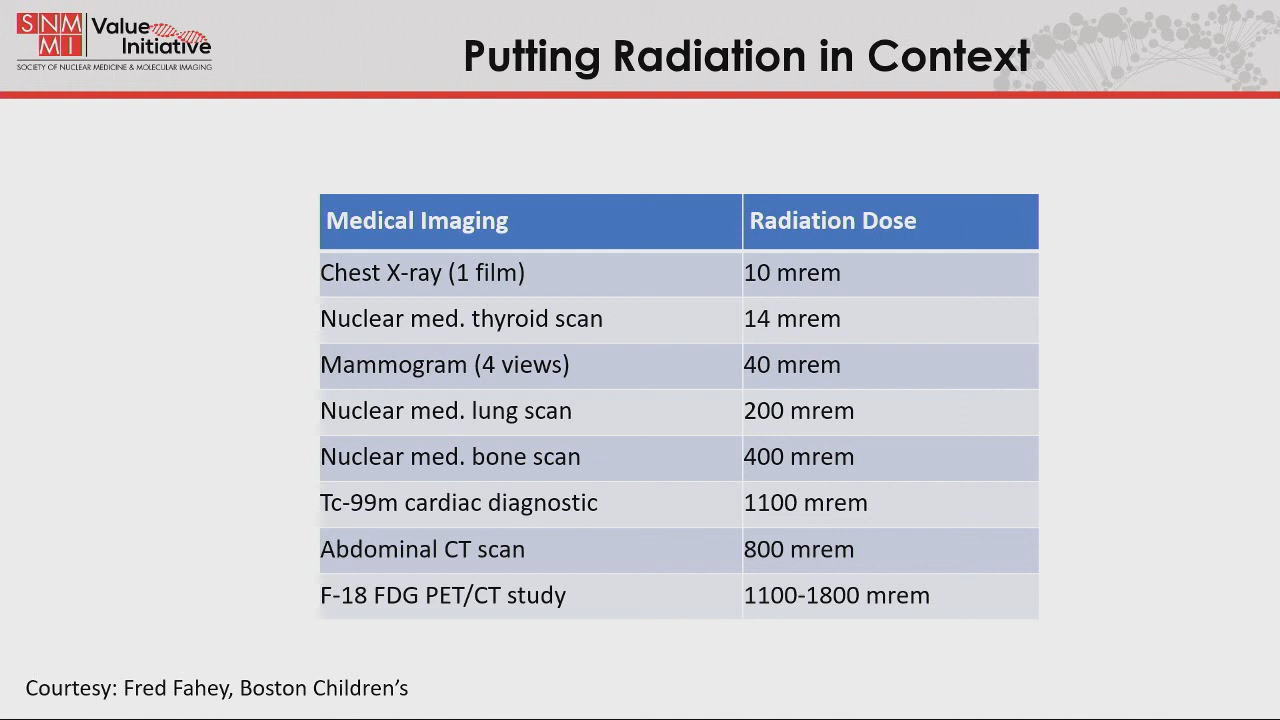 SNM
MI
Value
Initiative
SOCIETY OF NUCLEAR MEDICINE & MOLECULAR IMAGING
Putting Radiation in Context
Medical Imaging Radiation Dose
Chest X-ray (1 film) 10 mrem
Nuclear med. thyroid scan 14 mrem
Mammogram (4 views) 40 mrem
Nuclear med. lung scan 200 mrem
Nuclear med. bone scan 400 mrem
Tc-99m cardiac diagnostic 1100 mrem
Abdominal CT scan 800 mrem
F-18 FDG PET/CT study 1100-1800 mrem
Courtesy: Fred Fahey, Boston Children’s